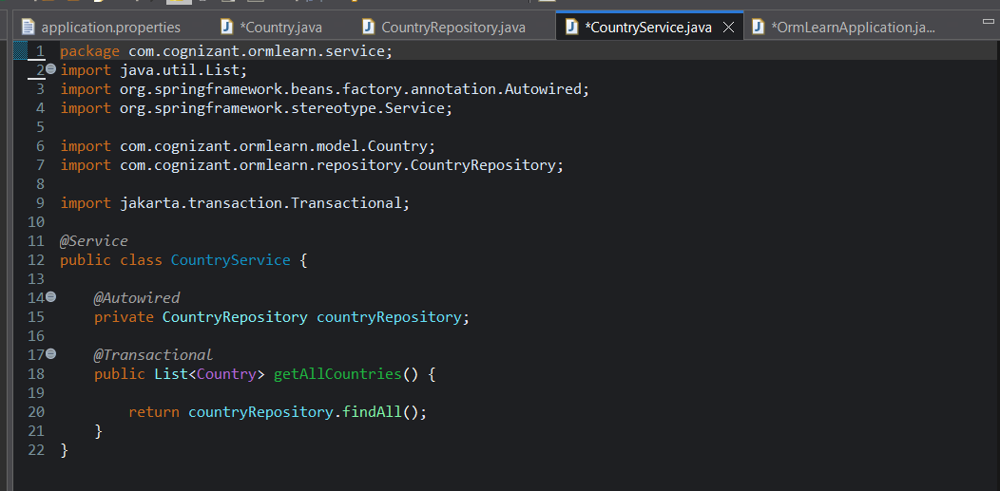 application.properties *Country.java CountryRepository.java *CountryService.java *OrmLearnApplication.ja...
1 package com.cognizant.ormlearn.service;
2 import java.util.List;
3 import org.springframework.beans.factory.annotation.Autowired;
4 import org.springframework.stereotype.Service;
5
6 import com.cognizant.ormlearn.model.Country;
7 import com.cognizant.ormlearn.repository.CountryRepository;
8
9 import jakarta.transaction.Transactional;
10
11 @Service
12 public class CountryService {
13
14 @Autowired
15 private CountryRepository countryRepository;
16
17 @Transactional
18 public List<Country> getAllCountries() {
19
20 return countryRepository.findAll();
21 }
22 }